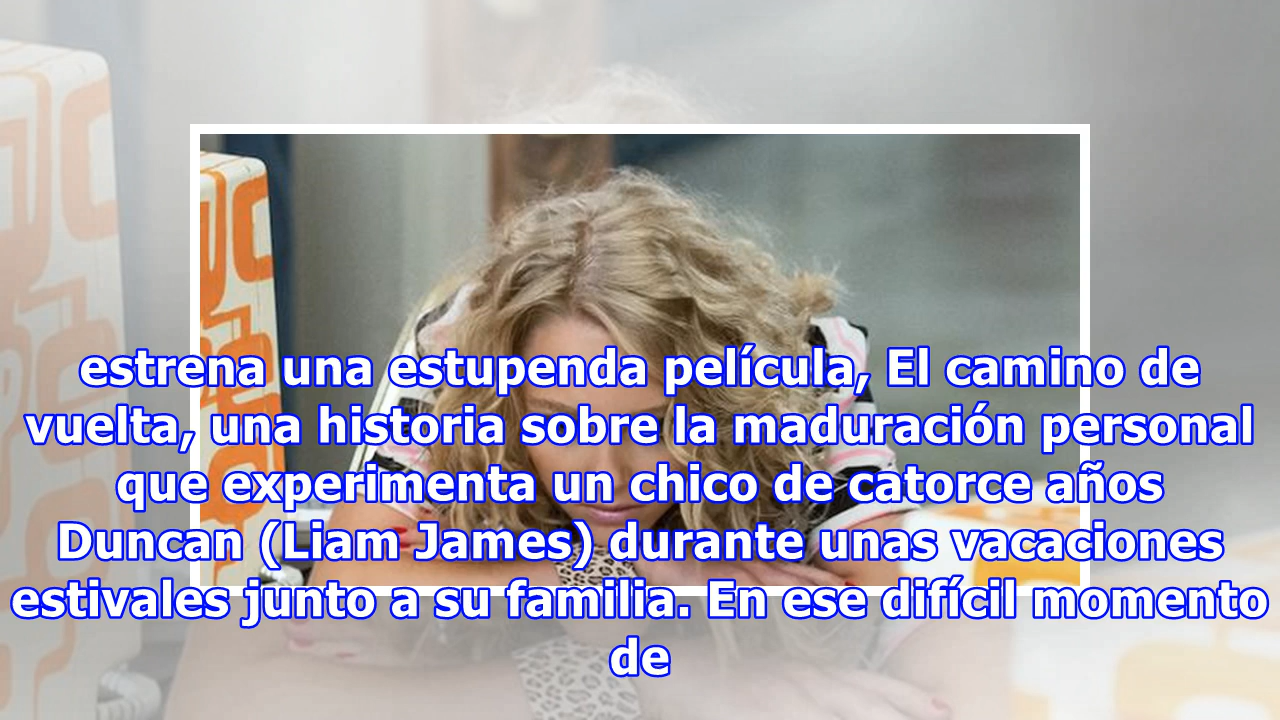 estrena una estupenda película, El camino de
vuelta, una historia sobre la maduración personal
que experimenta un chico de catorce años
Duncan (Liam James) durante unas vacaciones
estivales junto a su familia. En ese difícil momento
de